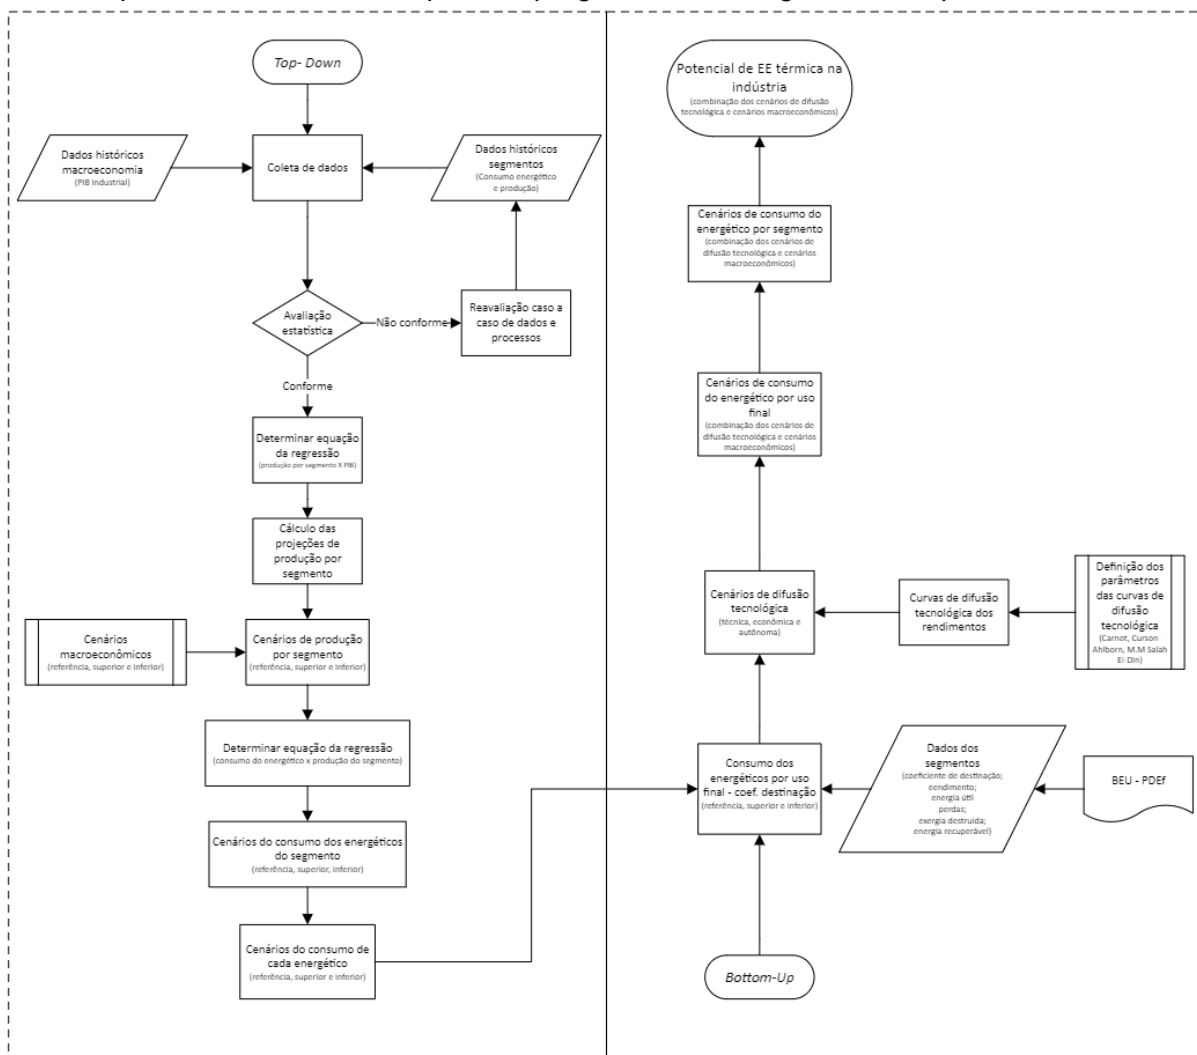 Top- Down
Dados históricos
macroeconomia
(PIB Industrial)
Coleta de dados
Dados históricos
segmentos
(Consumo energético
e produção)
Avaliação
estatística
Não conforme
Reavaliação caso a
caso de dados e
processos
Conforme
Determinar equação
da regressão
(produção por segmento X PIB)
Cálculo das
projeções de
produção por
segmento
Cenários
macroeconômicos
(referência, superior e inferior)
Cenários de produção
por segmento
(referência, superior e inferior)
Determinar equação da regressão
(consumo do energético x produção do segmento)
Cenários do consumo dos energéticos
do segmento
(referência, superior, inferior)
Cenários do consumo de
cada energético
(referência, superior e inferior)
Potencial de EE térmica na
indústria
(combinação dos cenários de difusão
tecnológica e cenários macroeconômicos)
Cenários de consumo do
energético por segmento
(combinação dos cenários de
difusão tecnológica e cenários
macroeconômicos)
Cenários de consumo
do energético por uso
final
(combinação dos cenários de
difusão tecnológica e cenários
macroeconômicos)
Cenários de difusão
tecnológica
(técnica, econômica e
autônoma)
Curvas de difusão
tecnológica dos
rendimentos
Definição dos
parâmetros
das curvas de
difusão
tecnológica
(Carnot, Curson
Ahlborn, M.M Salah
El-Din)
Consumo dos
energéticos por uso
final - coef. destinação
(referência, superior e inferior)
Dados dos
segmentos
(coeficiente de destinação;
eendimento;
energia útil
perdas;
exergia destruída;
energia recuperável)
BEU - PDEf
Bottom-Up